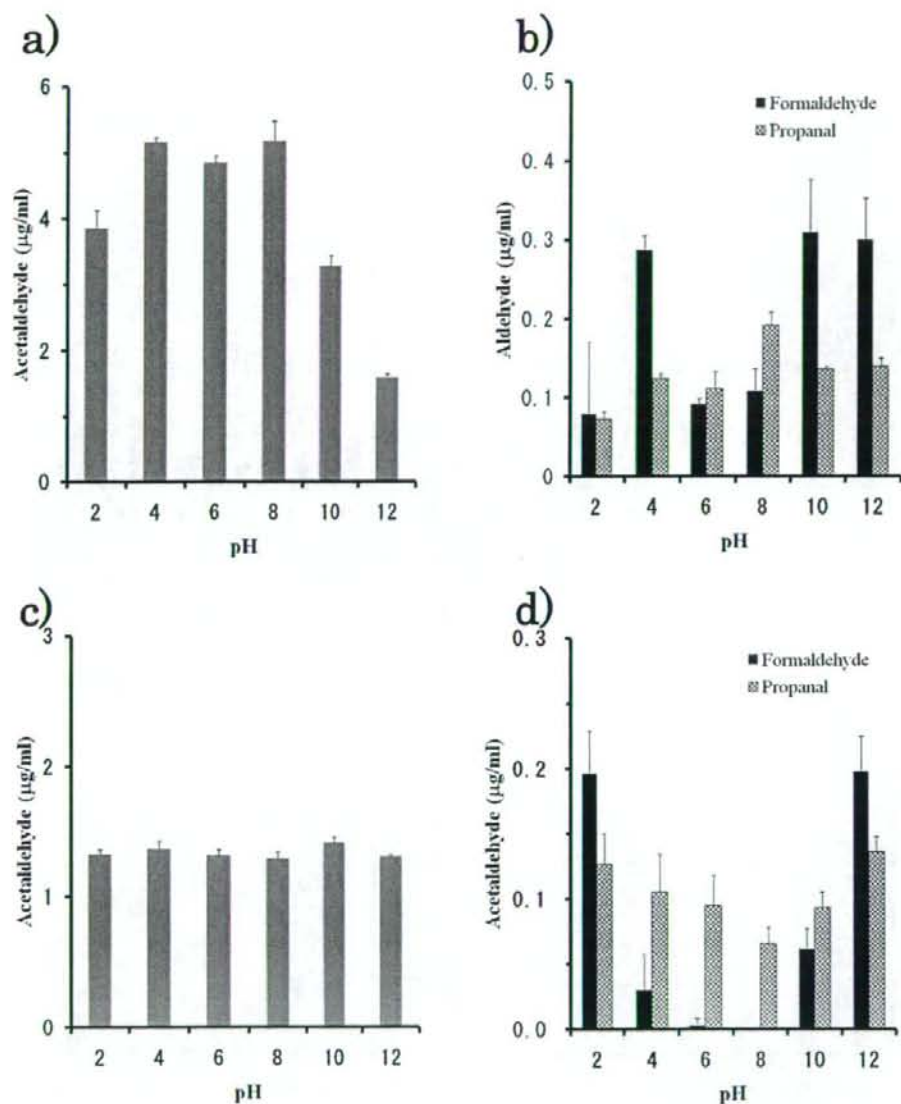 a)
6
4
2
0
Acetaldehyde (μg/ml)
2 4 6 8 10 12
pH
b)
0.5
0.4
0.3
0.2
0.1
0
Aldehyde (μg/ml)
Formaldehyde
Propanal
2 4 6 8 10 12
pH
c)
3
2
1
0
Acetaldehyde (μg/ml)
2 4 6 8 10 12
pH
d)
0.3
0.2
0.1
0.0
Acetaldehyde (μg/ml)
Formaldehyde
Propanal
2 4 6 8 10 12
pH